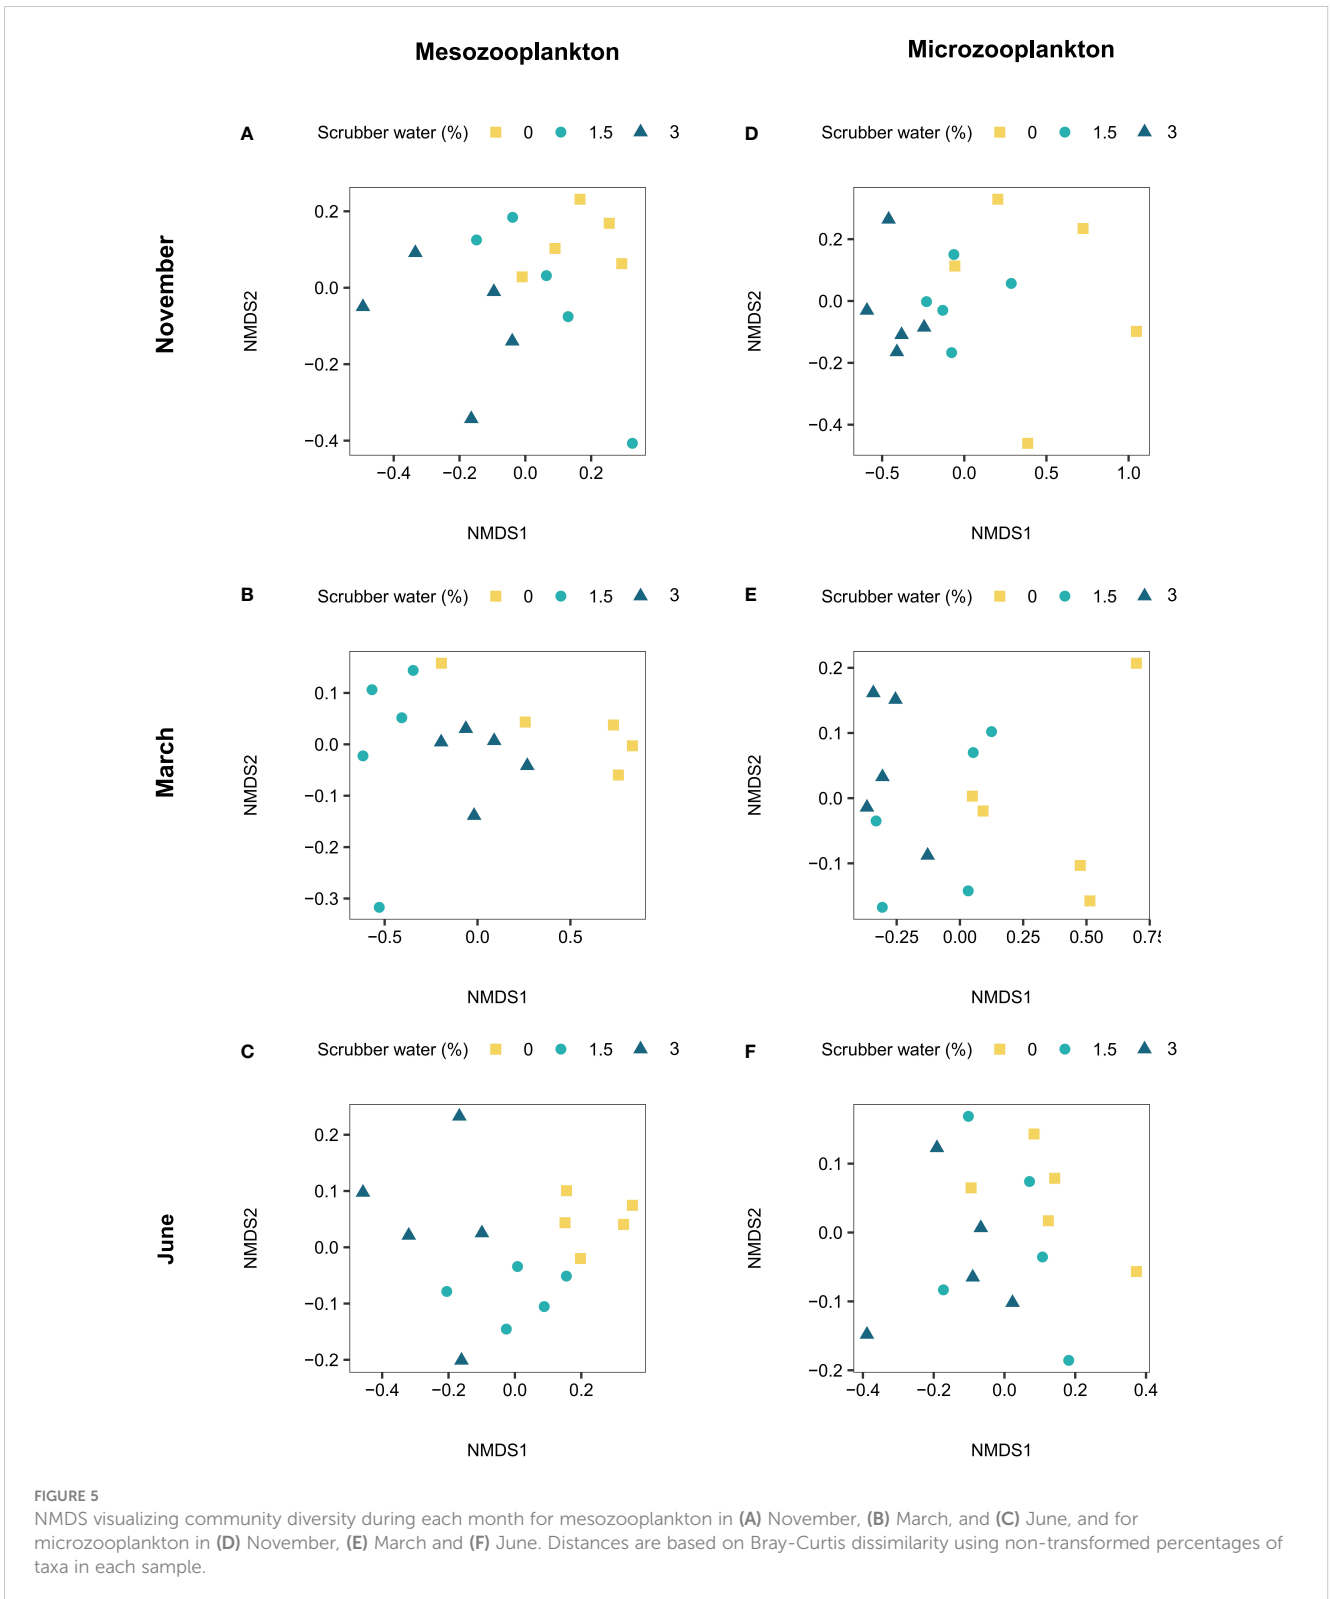 Mesozooplankton
Microzooplankton
A
Scrubber water (%) 0 1.5 3
November
NMDS2
0.2
0.0
−0.2
−0.4
−0.4 −0.2 0.0 0.2
NMDS1
D
Scrubber water (%) 0 1.5 3
NMDS2
0.2
0.0
−0.2
−0.4
−0.5 0.0 0.5 1.0
NMDS1
B
Scrubber water (%) 0 1.5 3
March
NMDS2
0.1
0.0
−0.1
−0.2
−0.3
−0.5 0.0 0.5
NMDS1
E
Scrubber water (%) 0 1.5 3
NMDS2
0.2
0.1
0.0
−0.1
−0.25 0.00 0.25 0.50 0.75
NMDS1
C
Scrubber water (%) 0 1.5 3
June
NMDS2
0.2
0.1
0.0
−0.1
−0.2
−0.4 −0.2 0.0 0.2
NMDS1
F
Scrubber water (%) 0 1.5 3
NMDS2
0.1
0.0
−0.1
−0.2
−0.4 −0.2 0.0 0.2 0.4
NMDS1
FIGURE 5
NMDS visualizing community diversity during each month for mesozooplankton in (A) November, (B) March, and (C) June, and for
microzooplankton in (D) November, (E) March and (F) June. Distances are based on Bray-Curtis dissimilarity using non-transformed percentages of
taxa in each sample.